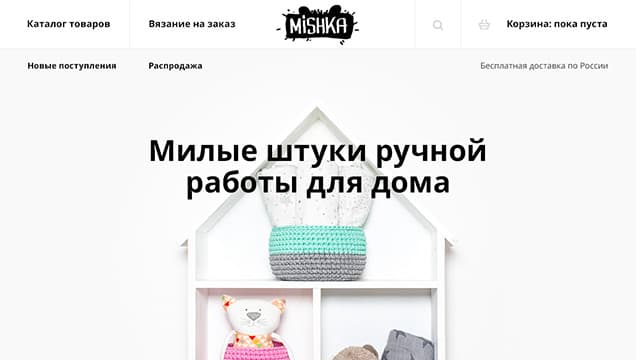 Каталог товаров
Вязание на заказ
MiSHKA
Корзина: пока пуста
Новые поступления
Распродажа
Бесплатная доставка по России
Милые штуки ручной
работы для дома